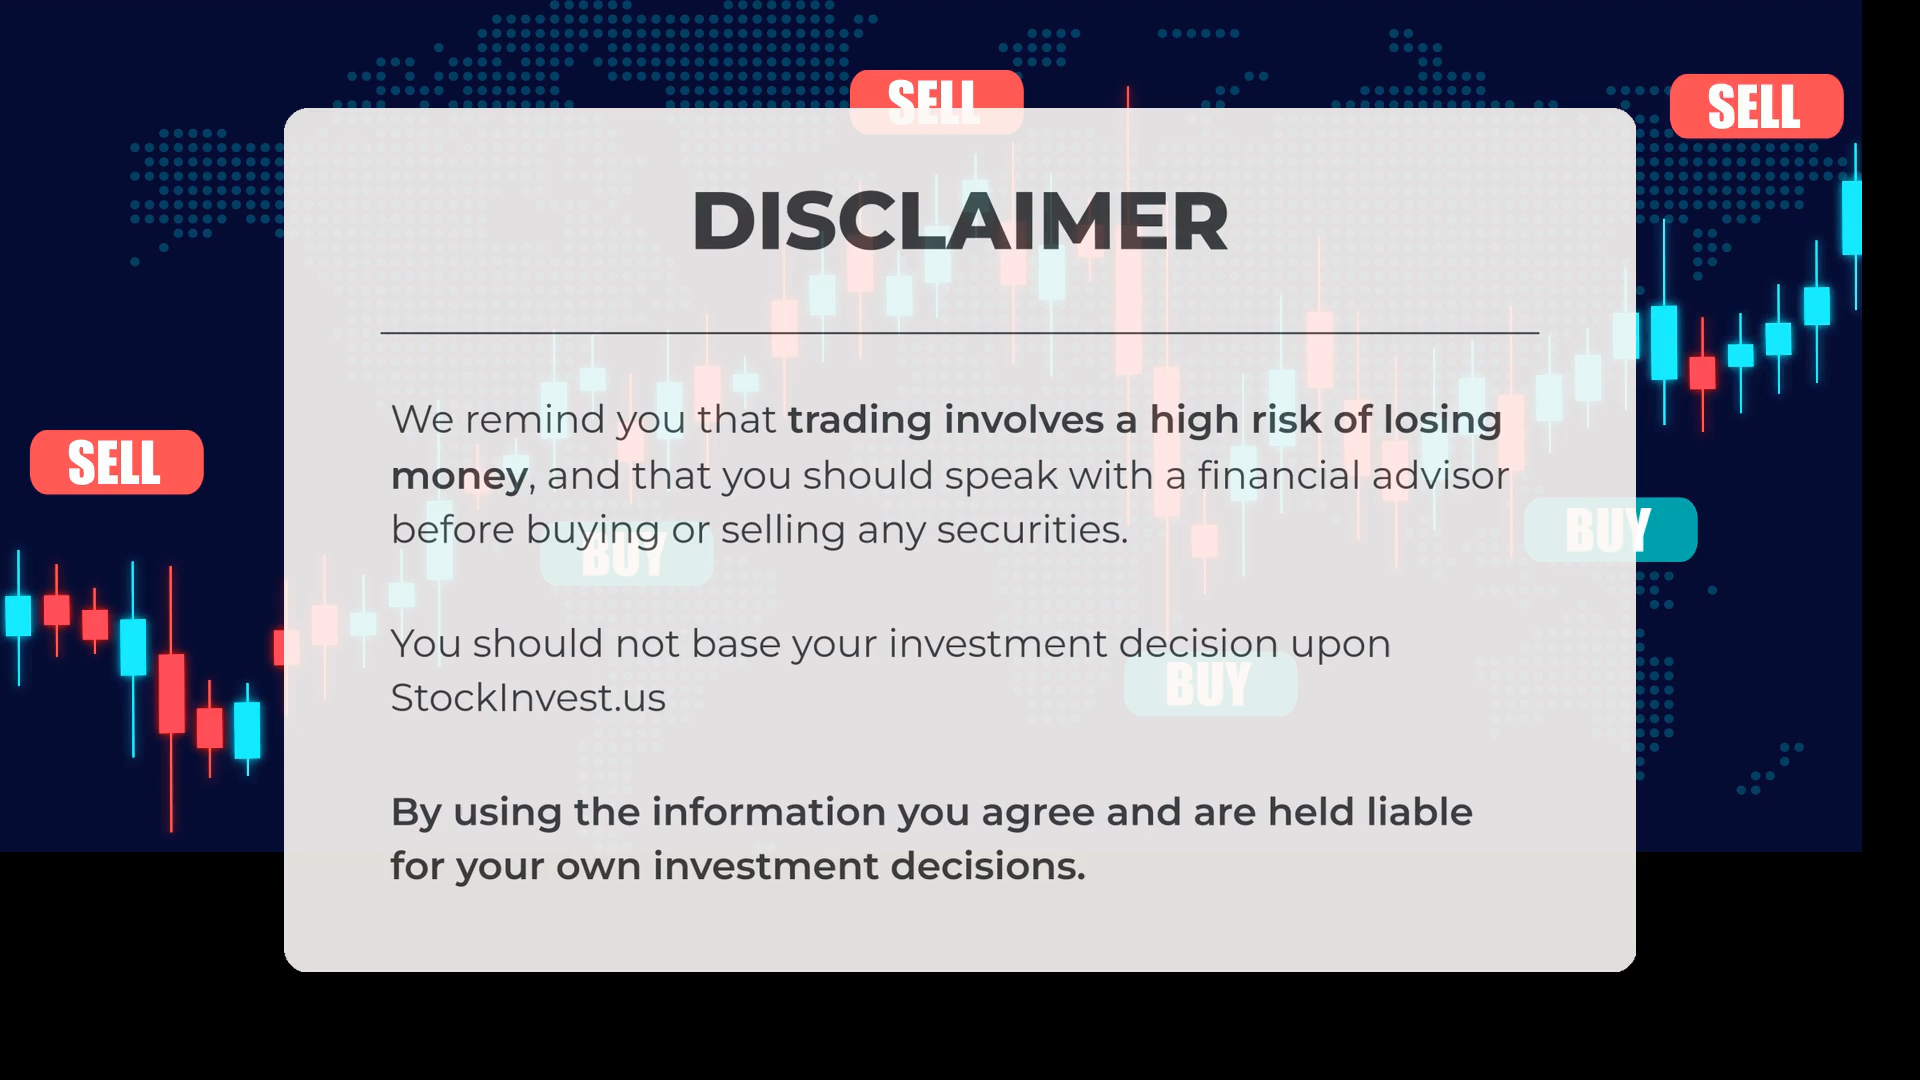 SELL
SELL
DISCLAIMER
We remind you that trading involves a high risk of losing
money, and that you should speak with a financial advisor
before buying or selling any securities.
SELL
BUY
BUY
You should not base your investment decision upon
StockInvest.us
BUY
By using the information you agree and are held liable
for your own investment decisions.